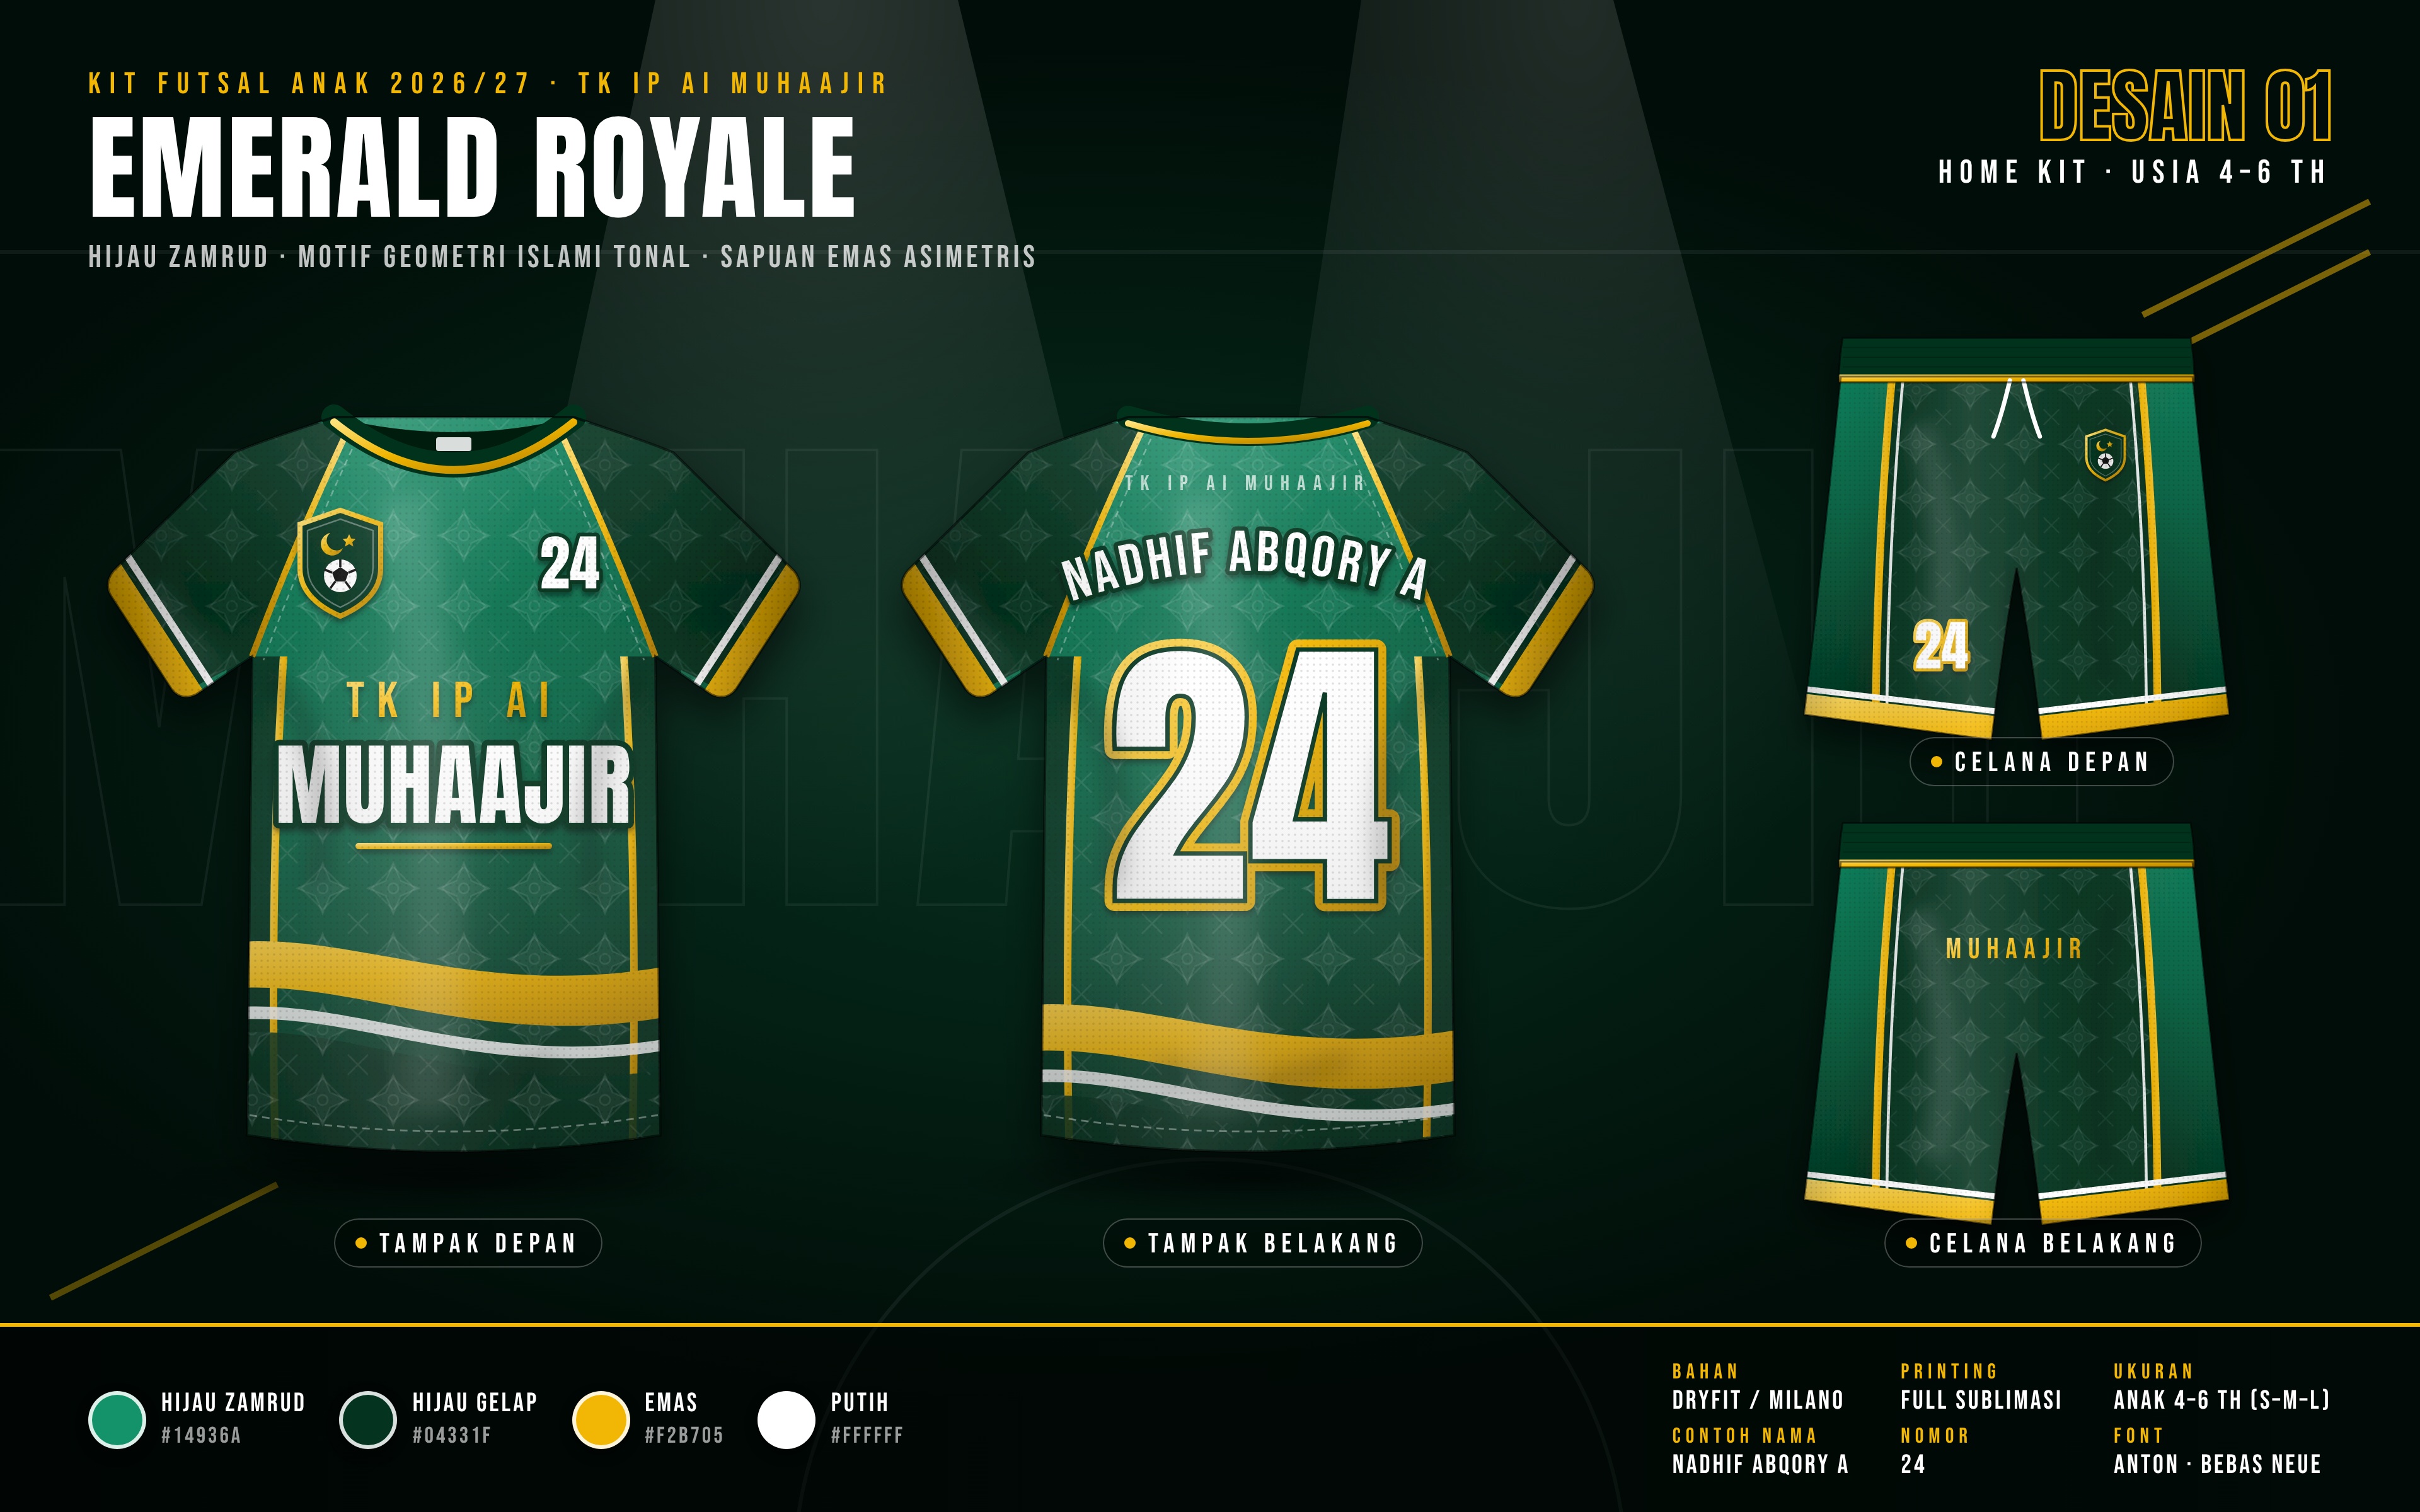 KIT FUTSAL ANAK 2026/27 · TK IP AI MUHAAJIR
EMERALD ROYALE
HIJAU ZAMRUD · MOTIF GEOMETRI ISLAMI TONAL · SAPUAN EMAS ASIMETRIS
DESAIN 01
HOME KIT · USIA 4–6 TH
24
TK IP AI
MUHAAJIR
TAMPAK DEPAN
TK IP AI MUHAAJIR
NADHIF ABQORY A
24
TAMPAK BELAKANG
24
CELANA DEPAN
MUHAAJIR
CELANA BELAKANG
HIJAU ZAMRUD
#14936A
HIJAU GELAP
#04331F
EMAS
#F2B705
PUTIH
#FFFFFF
BAHAN
DRYFIT / MILANO
PRINTING
FULL SUBLIMASI
UKURAN
ANAK 4–6 TH (S–M–L)
CONTOH NAMA
NADHIF ABQORY A
NOMOR
24
FONT
ANTON · BEBAS NEUE